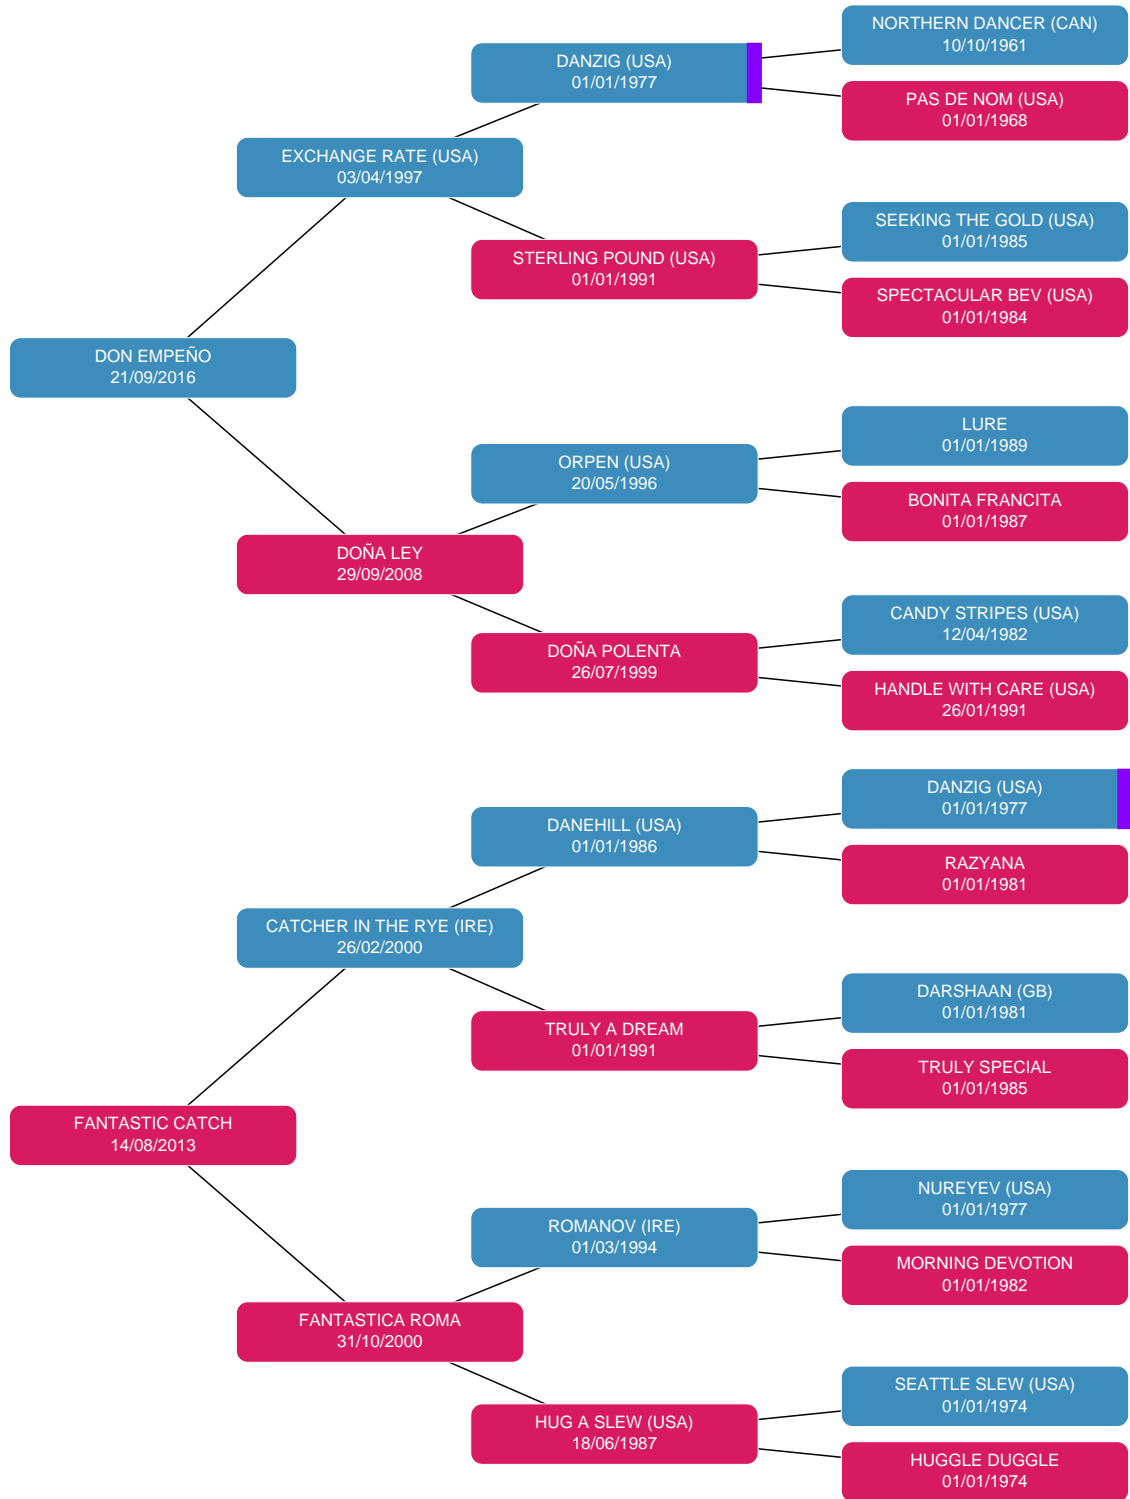 NORTHERN DANCER (CAN)
10/10/1961
DANZIG (USA)
01/01/1977
PAS DE NOM (USA)
01/01/1968
EXCHANGE RATE (USA)
03/04/1997
SEEKING THE GOLD (USA)
01/01/1985
STERLING POUND (USA)
01/01/1991
SPECTACULAR BEV (USA)
01/01/1984
DON EMPEÑO
21/09/2016
LURE
01/01/1989
ORPEN (USA)
20/05/1996
BONITA FRANCITA
01/01/1987
DOÑA LEY
29/09/2008
CANDY STRIPES (USA)
12/04/1982
DOÑA POLENTA
26/07/1999
HANDLE WITH CARE (USA)
26/01/1991
DANZIG (USA)
01/01/1977
DANEHILL (USA)
01/01/1986
RAZYANA
01/01/1981
CATCHER IN THE RYE (IRE)
26/02/2000
DARSHAAN (GB)
01/01/1981
TRULY A DREAM
01/01/1991
TRULY SPECIAL
01/01/1985
FANTASTIC CATCH
14/08/2013
NUREYEV (USA)
01/01/1977
ROMANOV (IRE)
01/03/1994
MORNING DEVOTION
01/01/1982
FANTASTICA ROMA
31/10/2000
SEATTLE SLEW (USA)
01/01/1974
HUG A SLEW (USA)
18/06/1987
HUGGLE DUGGLE
01/01/1974